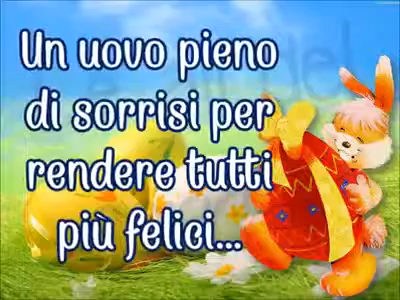 Un uovo pieno
di sorrisi per
rendere tutti
più felici...